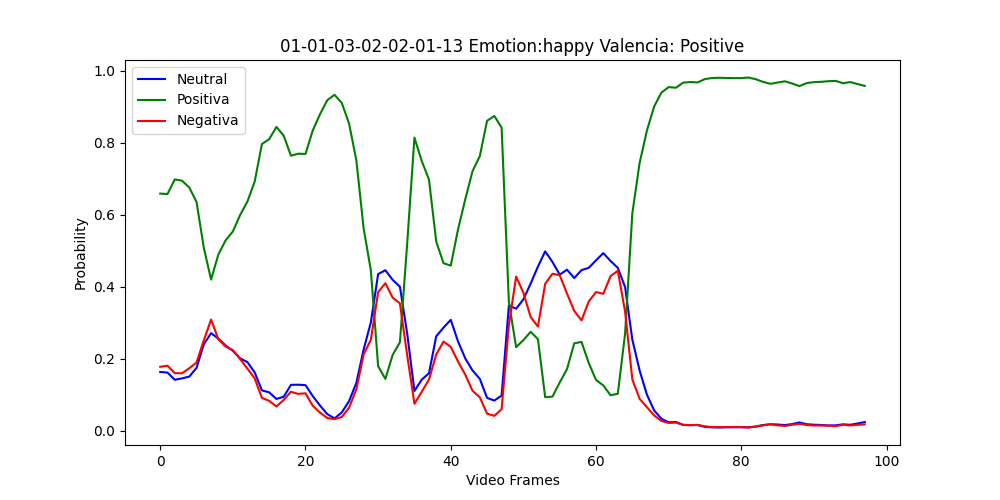 01-01-03-02-02-01-13 Emotion:happy Valencia: Positive
Neutral
Positiva
Negativa
Probability
1.0
0.8
0.6
0.4
0.2
0.0
0 20 40 60 80 100
Video Frames